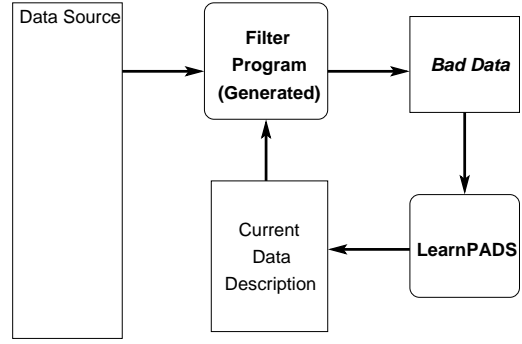 Data Source
Filter
Program
(Generated)
Bad Data
Current
Data
Description
LearnPADS